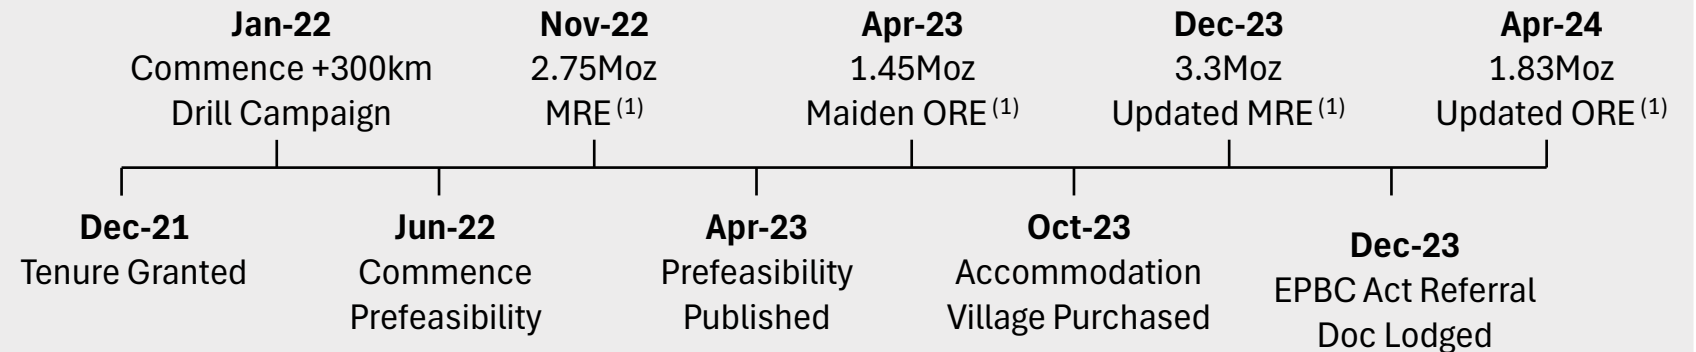 Jan-22
Commence +300km
Drill Campaign
Nov-22
2.75Moz
MRE (1)
Apr-23
1.45Moz
Maiden ORE (1)
Dec-23
3.3Moz
Updated MRE (1)
Apr-24
1.83Moz
Updated ORE (1)
Dec-21
Tenure Granted
Jun-22
Commence
Prefeasibility
Apr-23
Prefeasibility
Published
Oct-23
Accommodation
Village Purchased
Dec-23
EPBC Act Referral
Doc Lodged